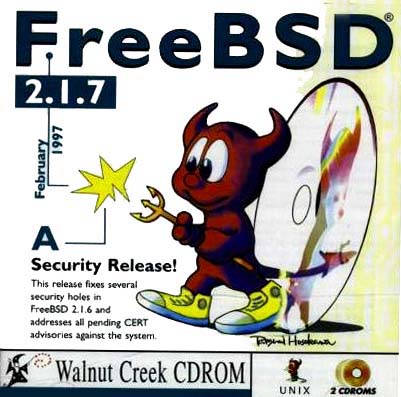 FreeBSD®
2.1.7
February 1997
A
Security Release!
This release fixes several
security holes in
FreeBSD 2.1.6 and
addresses all pending CERT
advisories against the system.
Walnut Creek CDROM
UNIX
2 CDROMS